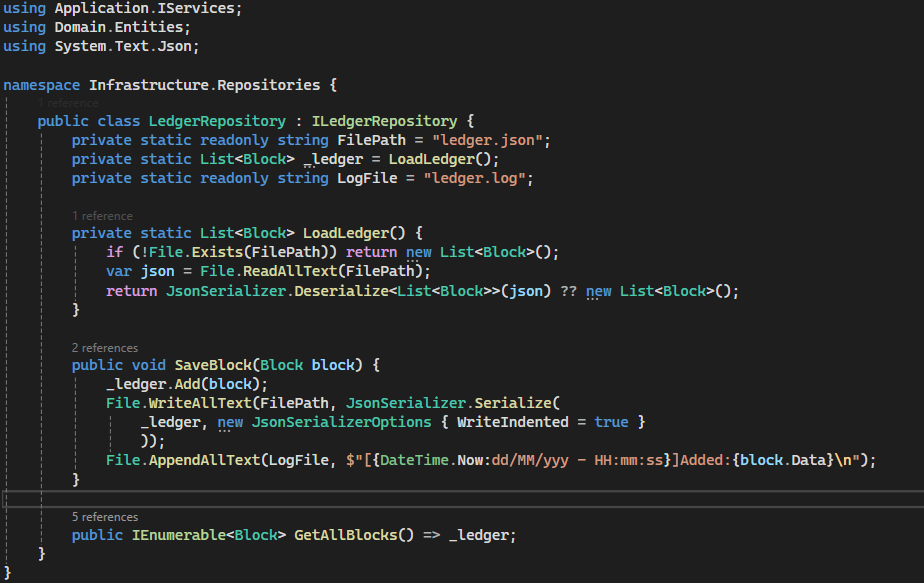 using Application.IServices;
using Domain.Entities;
using System.Text.Json;
namespace Infrastructure.Repositories {
1 reference
public class LedgerRepository : ILedgerRepository {
private static readonly string FilePath = "ledger.json";
private static List<Block> _ledger = LoadLedger();
private static readonly string LogFile = "ledger.log";
1 reference
private static List<Block> LoadLedger() {
if (!File.Exists(FilePath)) return new List<Block>();
var json = File.ReadAllText(FilePath);
return JsonSerializer.Deserialize<List<Block>>(json) ?? new List<Block>();
}
2 references
public void SaveBlock(Block block) {
_ledger.Add(block);
File.WriteAllText(FilePath, JsonSerializer.Serialize(
_ledger, new JsonSerializerOptions { WriteIndented = true }
));
File.AppendAllText(LogFile, $"[{DateTime.Now:dd/MM/yyy - HH:mm:ss}]Added:{block.Data}\n");
}
5 references
public IEnumerable<Block> GetAllBlocks() => _ledger;
}
}